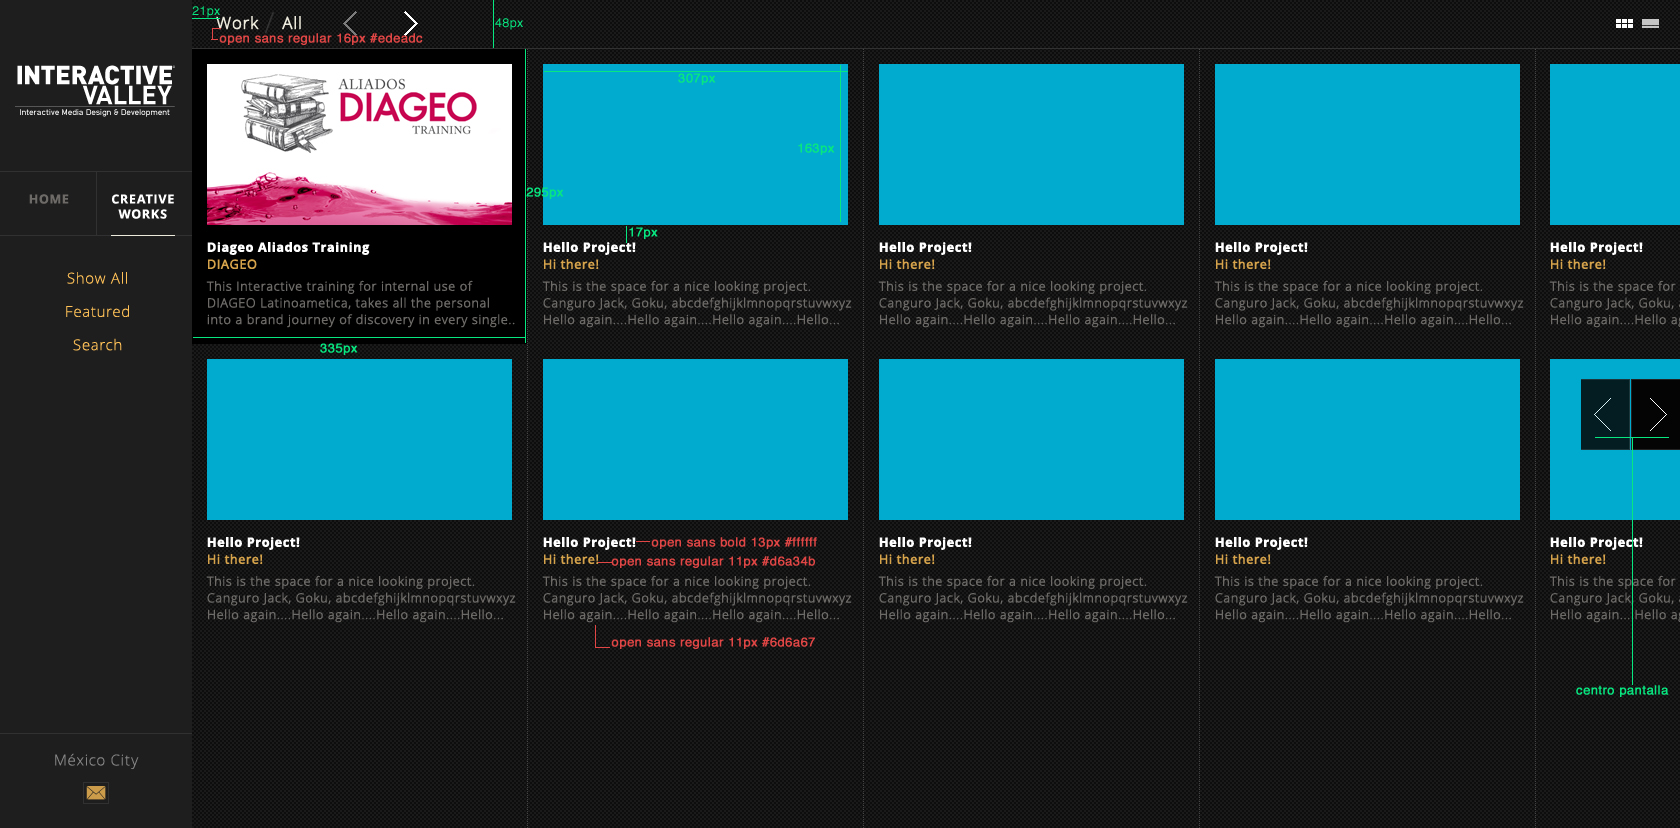 21px
Work / All
48px
open sans regular 16px #edeadc
INTERACTIVE
VALLEY
Interactive Media Design & Development
HOME
CREATIVE
WORKS
Show All
Featured
Search
México City
ALIADOS
DIAGEO
TRAINING
Diageo Aliados Training
DIAGEO
This Interactive training for internal use of
DIAGEO Latinoametica, takes all the personal
into a brand journey of discovery in every single..
335px
307px
163px
295px
17px
Hello Project!
Hi there!
This is the space for a nice looking project.
Canguro Jack, Goku, abcdefghijklmnopqrstuvwxyz
Hello again....Hello again....Hello again....Hello...
Hello Project!
Hi there!
This is the space for a nice looking project.
Canguro Jack, Goku, abcdefghijklmnopqrstuvwxyz
Hello again....Hello again....Hello again....Hello...
Hello Project!
Hi there!
This is the space for a nice looking project.
Canguro Jack, Goku, abcdefghijklmnopqrstuvwxyz
Hello again....Hello again....Hello again....Hello...
Hello Project!
Hi there!
This is the space for
Canguro Jack, Goku, a
Hello again....Hello ag
Hello Project!
Hi there!
This is the space for a nice looking project.
Canguro Jack, Goku, abcdefghijklmnopqrstuvwxyz
Hello again....Hello again....Hello again....Hello...
Hello Project!
open sans bold 13px #ffffff
Hi there!
open sans regular 11px #d6a34b
This is the space for a nice looking project.
Canguro Jack, Goku, abcdefghijklmnopqrstuvwxyz
Hello again....Hello again....Hello again....Hello...
open sans regular 11px #6d6a67
Hello Project!
Hi there!
This is the space for a nice looking project.
Canguro Jack, Goku, abcdefghijklmnopqrstuvwxyz
Hello again....Hello again....Hello again....Hello...
Hello Project!
Hi there!
This is the space for a nice looking project.
Canguro Jack, Goku, abcdefghijklmnopqrstuvwxyz
Hello again....Hello again....Hello again....Hello...
Hello Project!
Hi there!
This is the space for
Canguro Jack, Goku, a
Hello again....Hello ag
centro pantalla